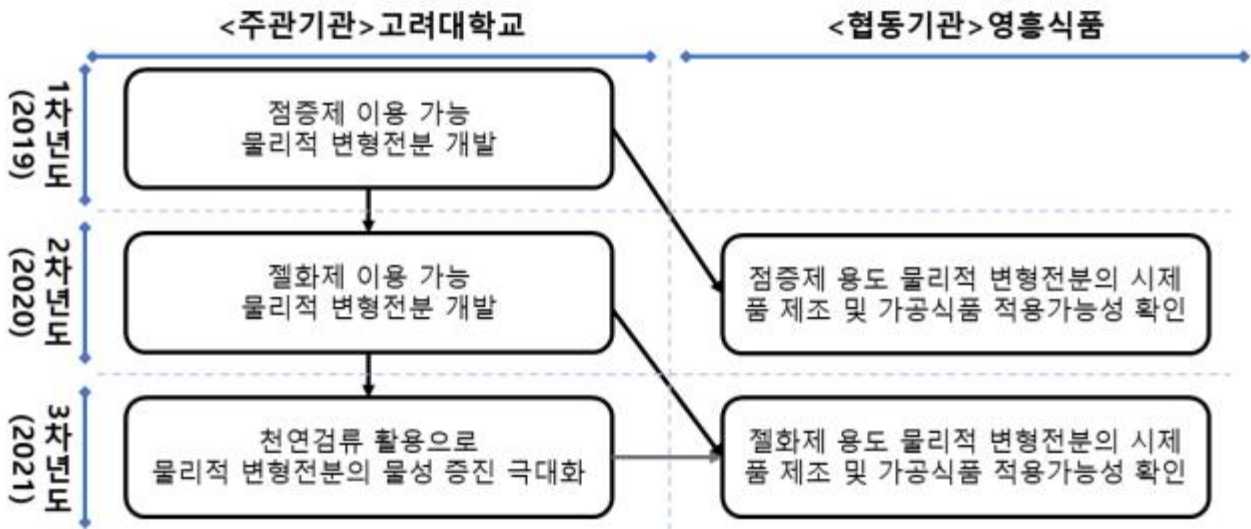 <주관기관>고려대학교
<협동기관>영흥식품
1차년도
(2019)
점증제 이용 가능
물리적 변형전분 개발
2차년도
(2020)
젤화제 이용 가능
물리적 변형전분 개발
점증제 용도 물리적 변형전분의 시제
품 제조 및 가공식품 적용가능성 확인
3차년도
(2021)
천연검류 활용으로
물리적 변형전분의 물성 증진 극대화
젤화제 용도 물리적 변형전분의 시제
품 제조 및 가공식품 적용가능성 확인